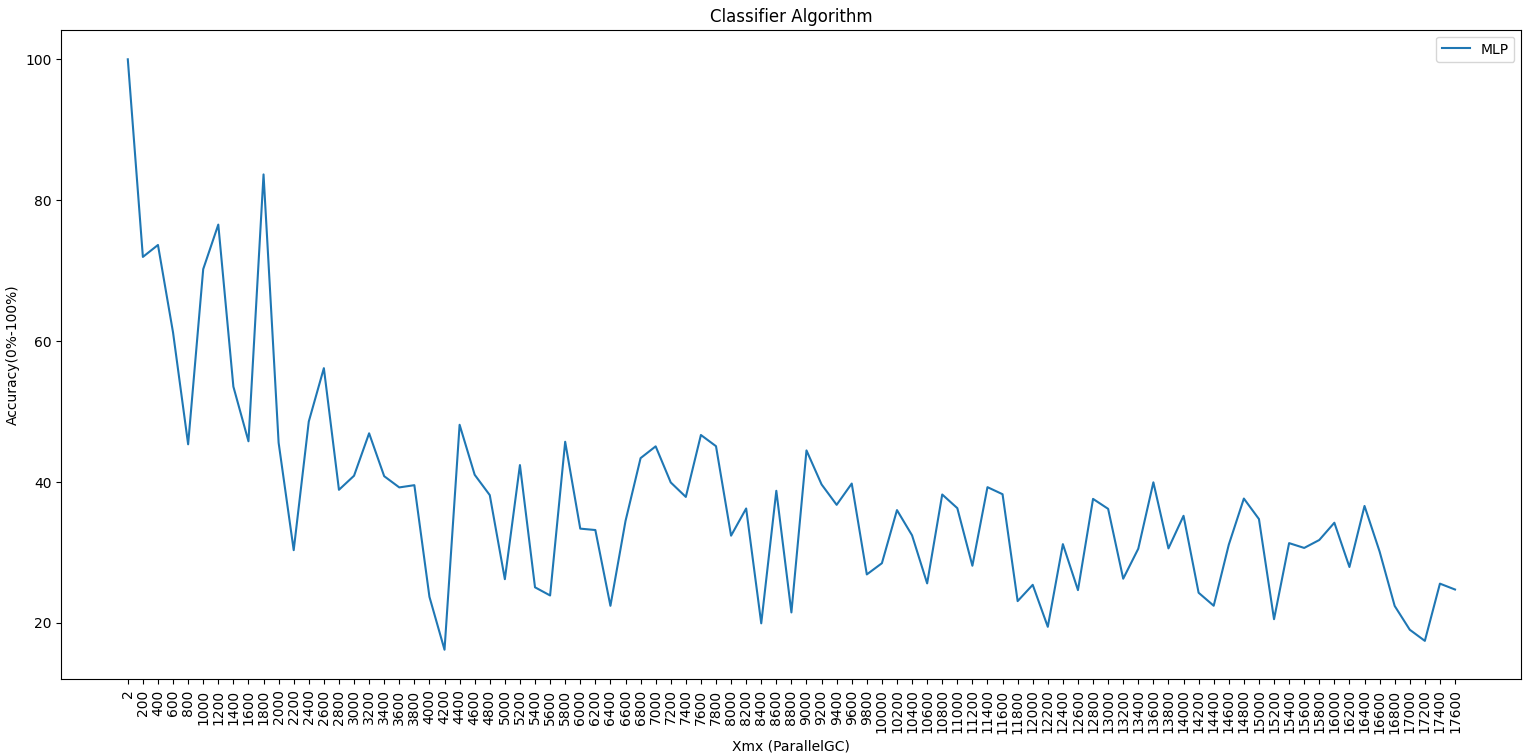 Classifier Algorithm
MLP
100
80
60
40
20
Accuracy(0%-100%)
2 200 400 600 800 1000 1200 1400 1600 1800 2000 2200 2400 2600 2800 3000 3200 3400 3600 3800 4000 4200 4400 4600 4800 5000 5200 5400 5600 5800 6000 6200 6400 6600 6800 7000 7200 7400 7600 7800 8000 8200 8400 8600 8800 9000 9200 9400 9600 9800 10000 10200 10400 10600 10800 11000 11200 11400 11600 11800 12000 12200 12400 12600 12800 13000 13200 13400 13600 13800 14000 14200 14400 14600 14800 15000 15200 15400 15600 15800 16000 16200 16400 16600 16800 17000 17200 17400 17600
Xmx (ParallelGC)